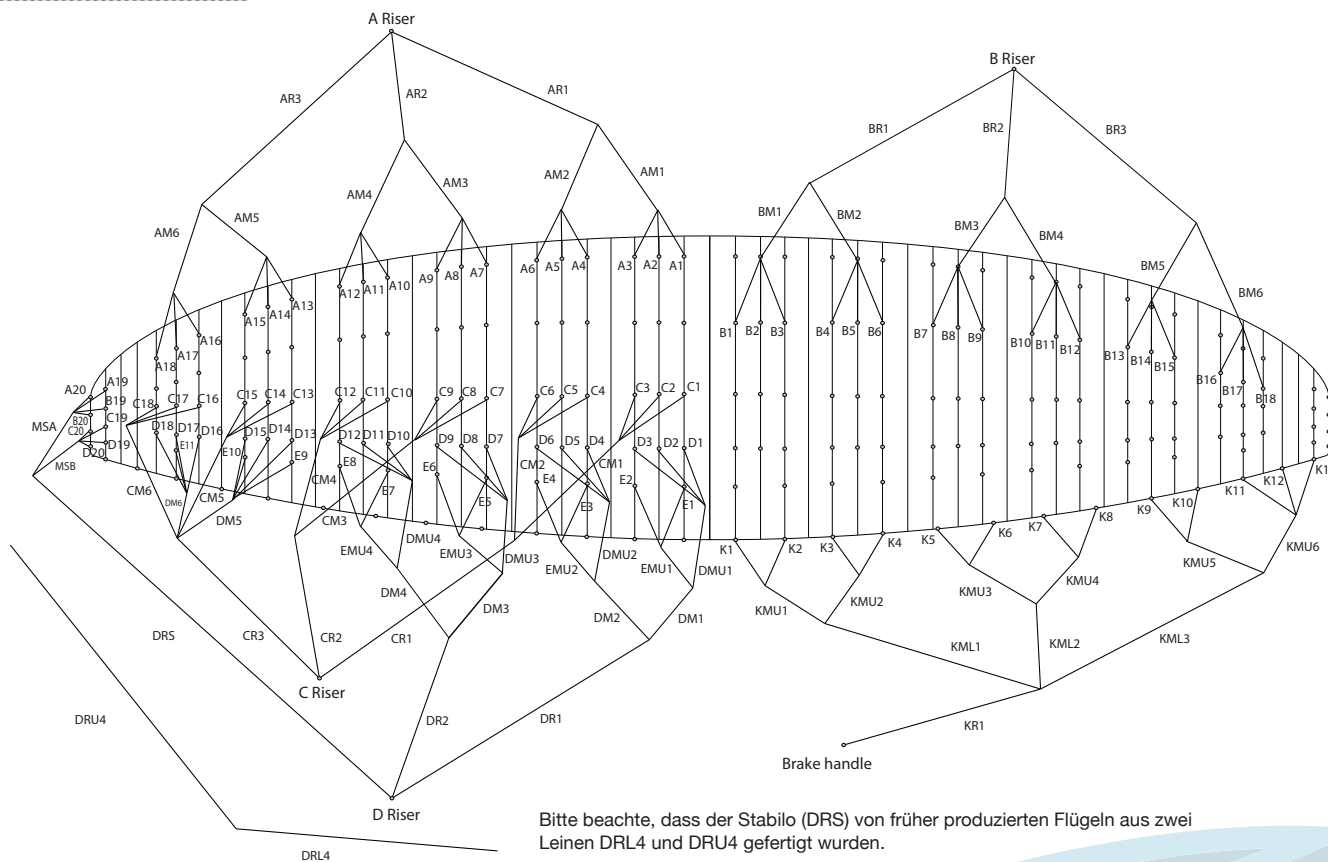 A Riser
B Riser
AR3
AR2
AR1
BR1
BR2
BR3
AM6
AM5
AM4
AM3
AM2
AM1
BM1
BM2
BM3
BM4
BM5
BM6
A20
A19
A18
A17
A16
A15
A14
A13
A12
A11
A10
A9
A8
A7
A6
A5
A4
A3
A2
A1
B1
B2
B3
B4
B5
B6
B7
B8
B9
B10
B11
B12
B13
B14
B15
B16
B17
B18
B19
B20
C20
C19
C18
C17
C16
C15
C14
C13
C12
C11
C10
C9
C8
C7
C6
C5
C4
C3
C2
C1
MSA
MSB
D20
D19
D18
D17
D16
D15
D14
D13
D12
D11
D10
D9
D8
D7
D6
D5
D4
D3
D2
D1
E11
E10
E9
E8
E7
E6
E5
E4
E3
E2
E1
CM6
DM6
CM5
DM5
CM4
CM3
CM2
CM1
EMU4
DMU4
EMU3
DMU3
EMU2
DMU2
EMU1
DMU1
K1
K2
K3
K4
K5
K6
K7
K8
K9
K10
K11
K12
K1
KMU1
KMU2
KMU3
KMU4
KMU5
KMU6
DM4
DM3
DM2
DM1
DRS
CR3
CR2
CR1
KML1
KML2
KML3
C Riser
DRU4
DR2
DR1
KR1
Brake handle
D Riser
DRL4
Bitte beachte, dass der Stabilo (DRS) von früher produzierten Flügeln aus zwei
Leinen DRL4 und DRU4 gefertigt wurden.